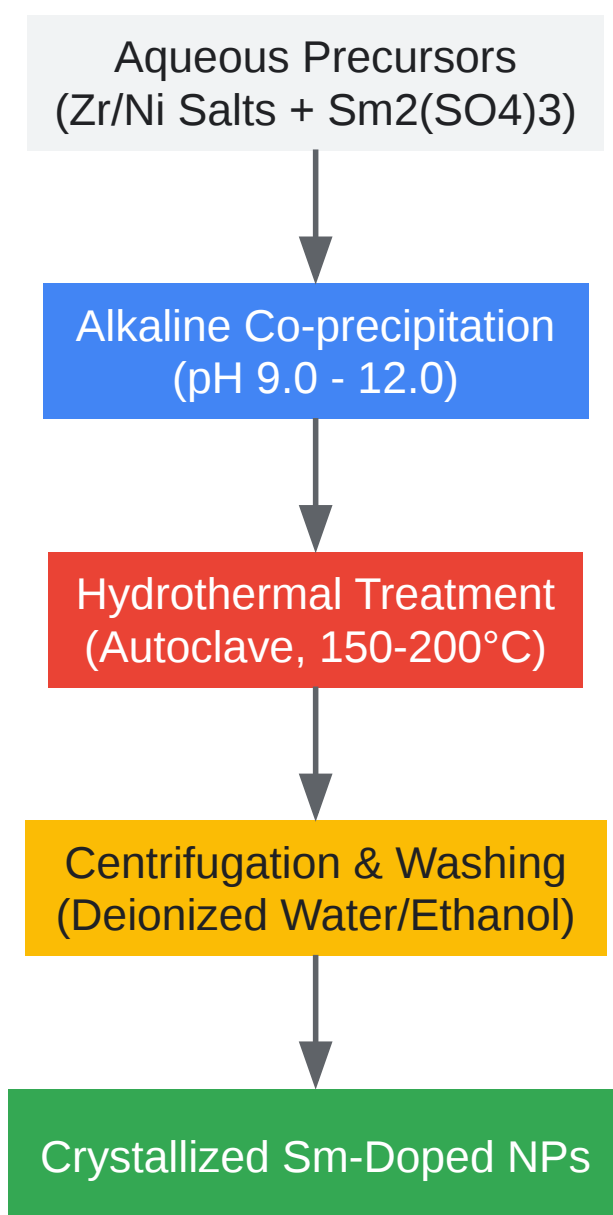 Aqueous Precursors
(Zr/Ni Salts + Sm2(SO4)3)
Alkaline Co-precipitation
(pH 9.0 - 12.0)
Hydrothermal Treatment
(Autoclave, 150-200°C)
Centrifugation & Washing
(Deionized Water/Ethanol)
Crystallized Sm-Doped NPs